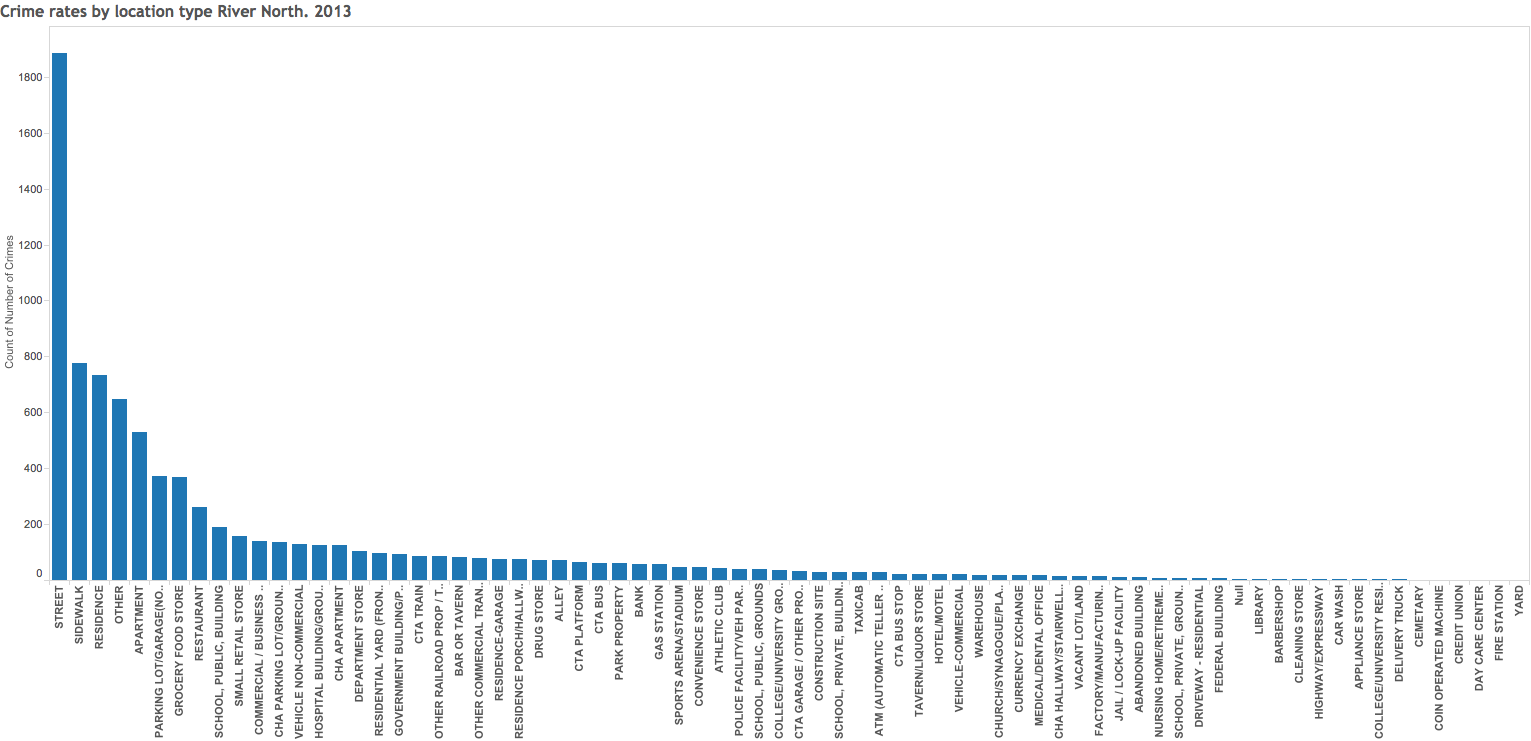 Crime rates by location type River North. 2013
Count of Number of Crimes
1800
1600
1400
1200
1000
800
600
400
200
0
STREET
SIDEWALK
RESIDENCE
OTHER
APARTMENT
PARKING LOT/GARAGE(NO..
GROCERY FOOD STORE
RESTAURANT
SCHOOL, PUBLIC, BUILDING
SMALL RETAIL STORE
COMMERCIAL / BUSINESS ..
CHA PARKING LOT/GROUN..
VEHICLE NON-COMMERCIAL
HOSPITAL BUILDING/GROU..
CHA APARTMENT
DEPARTMENT STORE
RESIDENTIAL YARD (FRON..
GOVERNMENT BUILDING/P..
CTA TRAIN
OTHER RAILROAD PROP / T..
BAR OR TAVERN
OTHER COMMERCIAL TRAN..
RESIDENCE-GARAGE
RESIDENCE PORCH/HALLW..
DRUG STORE
ALLEY
CTA PLATFORM
CTA BUS
PARK PROPERTY
BANK
GAS STATION
SPORTS ARENA/STADIUM
CONVENIENCE STORE
ATHLETIC CLUB
POLICE FACILITY/VEH PAR..
SCHOOL, PUBLIC, GROUNDS
COLLEGE/UNIVERSITY GRO..
CTA GARAGE / OTHER PRO..
CONSTRUCTION SITE
SCHOOL, PRIVATE, BUILDIN..
TAXICAB
ATM (AUTOMATIC TELLER ..
CTA BUS STOP
TAVERN/LIQUOR STORE
HOTEL/MOTEL
VEHICLE-COMMERCIAL
WAREHOUSE
CHURCH/SYNAGOGUE/PLA..
CURRENCY EXCHANGE
MEDICAL/DENTAL OFFICE
CHA HALLWAY/STAIRWELL..
VACANT LOT/LAND
FACTORY/MANUFACTURIN..
JAIL / LOCK-UP FACILITY
ABANDONED BUILDING
NURSING HOME/RETIREME..
SCHOOL, PRIVATE, GROUN..
DRIVEWAY - RESIDENTIAL
FEDERAL BUILDING
Null
LIBRARY
BARBERSHOP
CLEANING STORE
HIGHWAY/EXPRESSWAY
CAR WASH
APPLIANCE STORE
COLLEGE/UNIVERSITY RESI..
DELIVERY TRUCK
CEMETARY
COIN OPERATED MACHINE
CREDIT UNION
DAY CARE CENTER
FIRE STATION
YARD